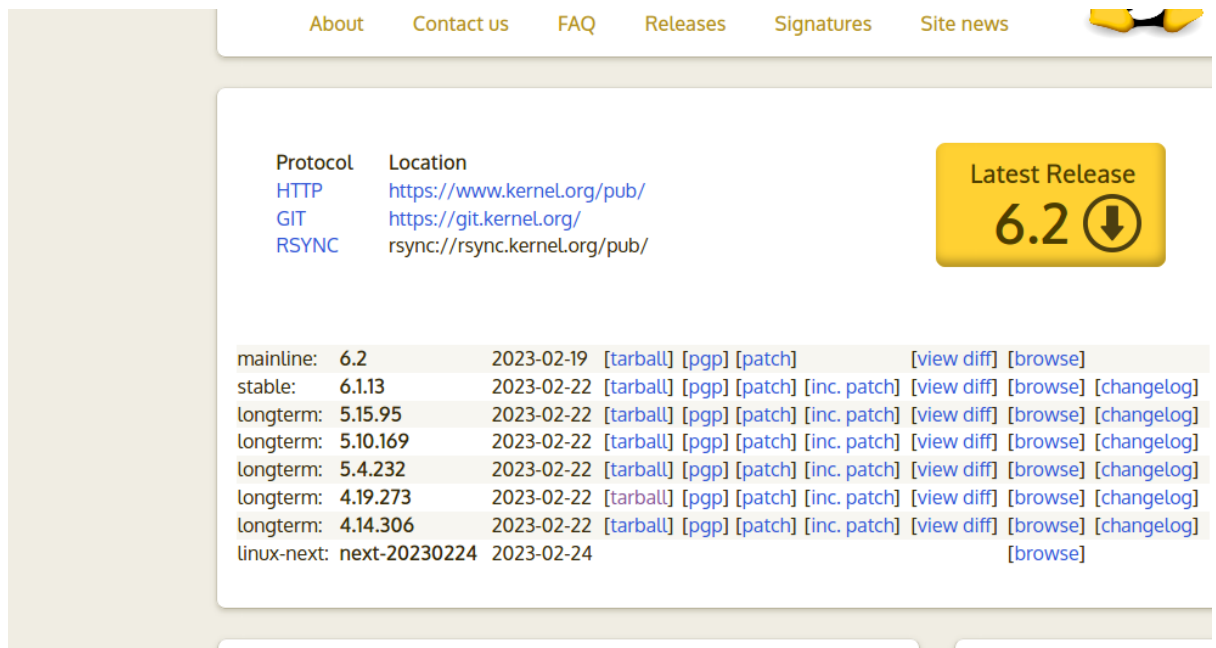 About Contact us FAQ Releases Signatures Site news
Protocol Location
HTTP https://www.kernel.org/pub/
GIT https://git.kernel.org/
RSYNC rsync://rsync.kernel.org/pub/
Latest Release
6.2
mainline: 6.2 2023-02-19 [tarball] [pgp] [patch] [view diff] [browse]
stable: 6.1.13 2023-02-22 [tarball] [pgp] [patch] [inc. patch] [view diff] [browse] [changelog]
longterm: 5.15.95 2023-02-22 [tarball] [pgp] [patch] [inc. patch] [view diff] [browse] [changelog]
longterm: 5.10.169 2023-02-22 [tarball] [pgp] [patch] [inc. patch] [view diff] [browse] [changelog]
longterm: 5.4.232 2023-02-22 [tarball] [pgp] [patch] [inc. patch] [view diff] [browse] [changelog]
longterm: 4.19.273 2023-02-22 [tarball] [pgp] [patch] [inc. patch] [view diff] [browse] [changelog]
longterm: 4.14.306 2023-02-22 [tarball] [pgp] [patch] [inc. patch] [view diff] [browse] [changelog]
linux-next: next-20230224 2023-02-24 [browse]